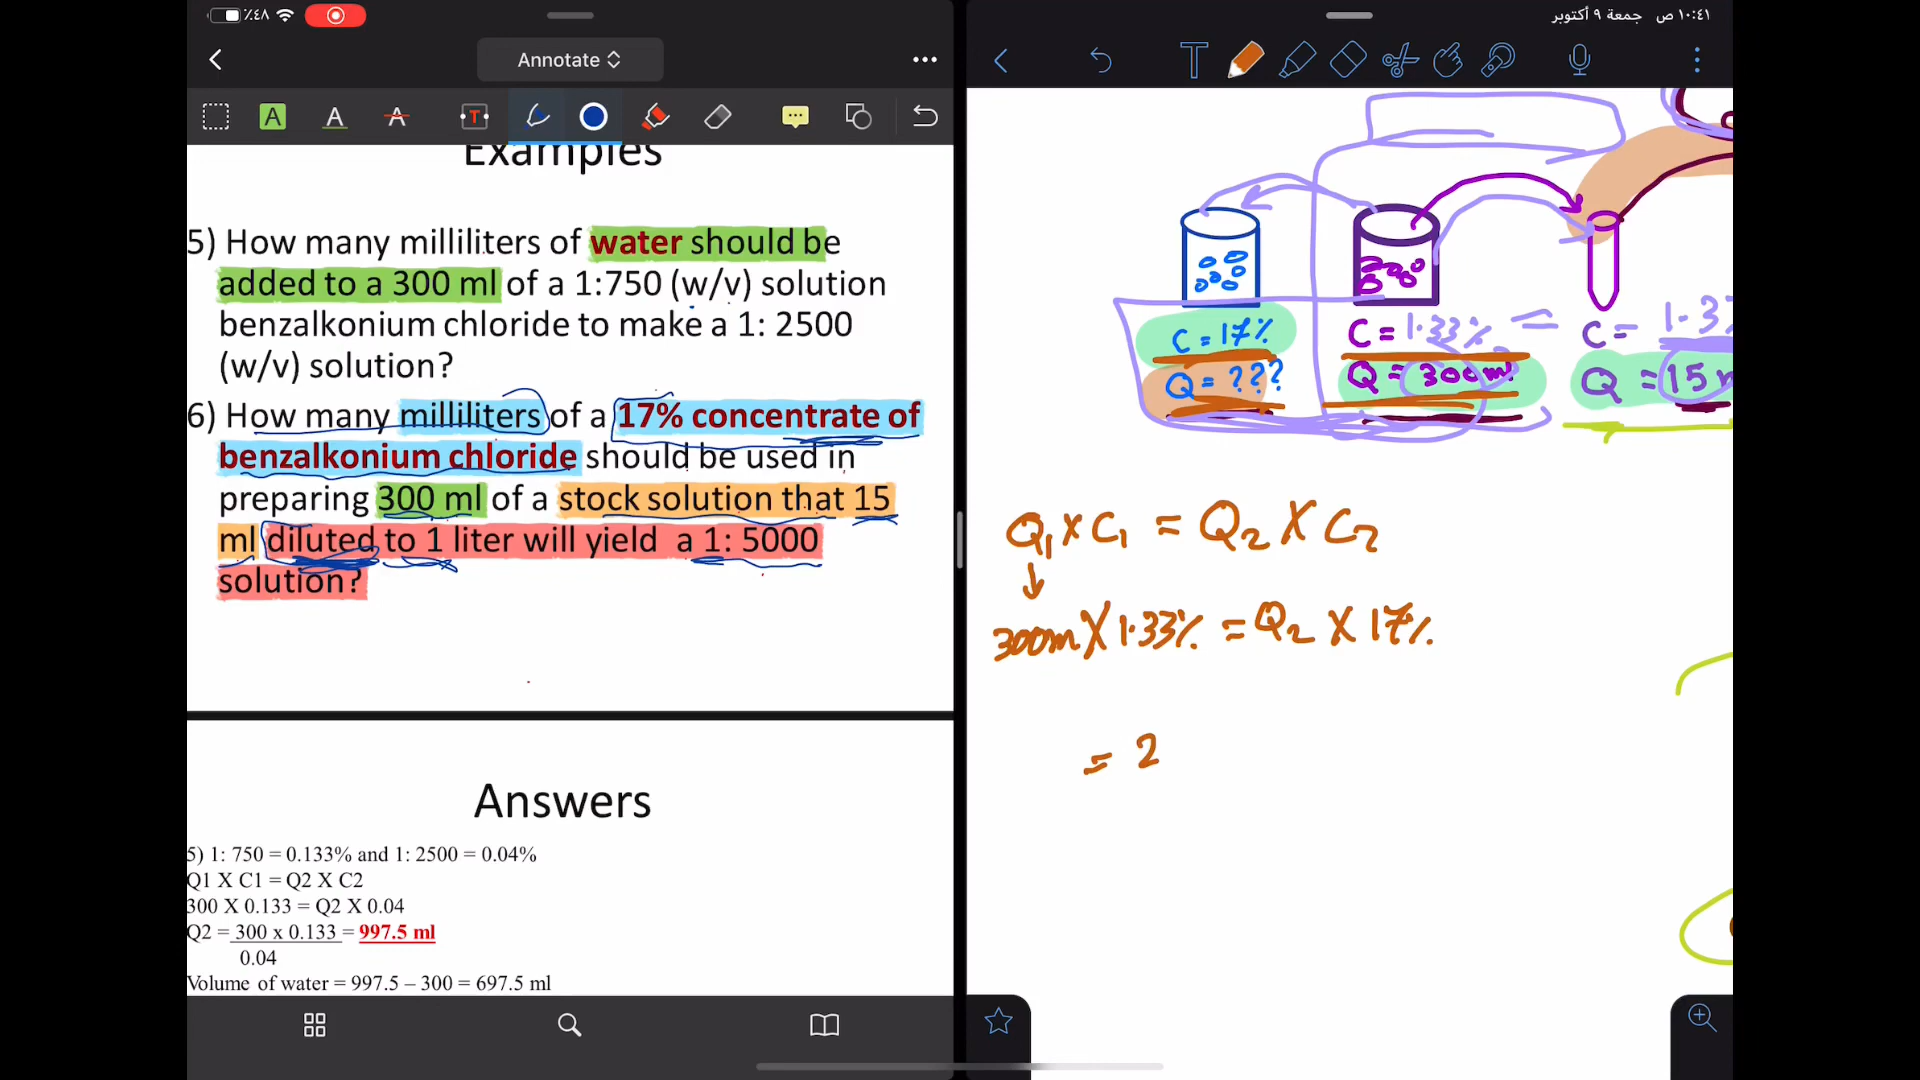 ٪٤٨
١٠:٤١ ص جمعة ٩ أكتوبر
Annotate
A A A T
T
Examples
5) How many milliliters of water should be
added to a 300 ml of a 1:750 (w/v) solution
benzalkonium chloride to make a 1: 2500
(w/v) solution?
6) How many milliliters of a 17% concentrate of
benzalkonium chloride should be used in
preparing 300 ml of a stock solution that 15
ml diluted to 1 liter will yield a 1: 5000
solution?
Answers
5) 1: 750 = 0.133% and 1: 2500 = 0.04%
Q1 X C1 = Q2 X C2
300 X 0.133 = Q2 X 0.04
Q2 = 300 x 0.133 = 997.5 ml
0.04
Volume of water = 997.5 – 300 = 697.5 ml
C = 17%
Q = ???
C = 1.33%
Q = 300 ml
=
C = 1.3
Q = 15
Q1 X C1 = Q2 X C2
300m X 1.33% = Q2 X 17%
= 2